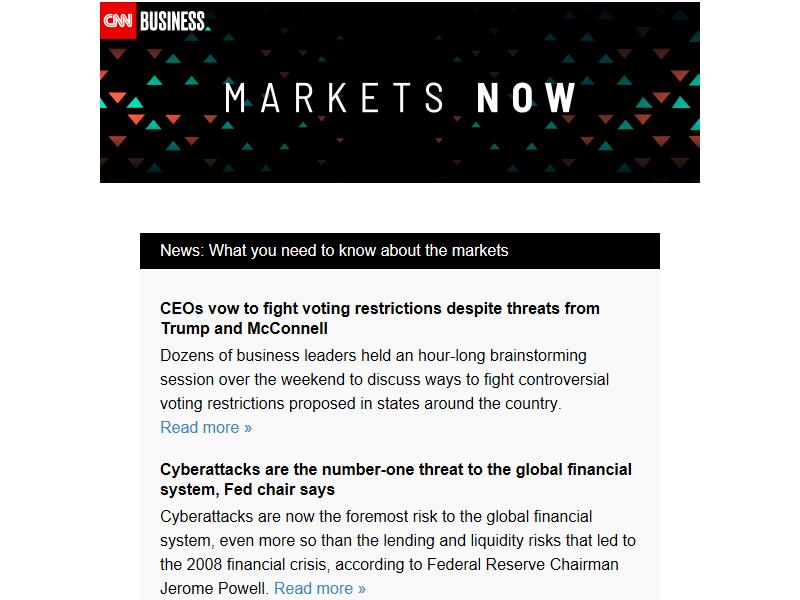 CNN BUSINESS
MARKETS NOW
News: What you need to know about the markets
CEOs vow to fight voting restrictions despite threats from
Trump and McConnell
Dozens of business leaders held an hour-long brainstorming
session over the weekend to discuss ways to fight controversial
voting restrictions proposed in states around the country.
Read more »
Cyberattacks are the number-one threat to the global financial
system, Fed chair says
Cyberattacks are now the foremost risk to the global financial
system, even more so than the lending and liquidity risks that led to
the 2008 financial crisis, according to Federal Reserve Chairman
Jerome Powell. Read more »